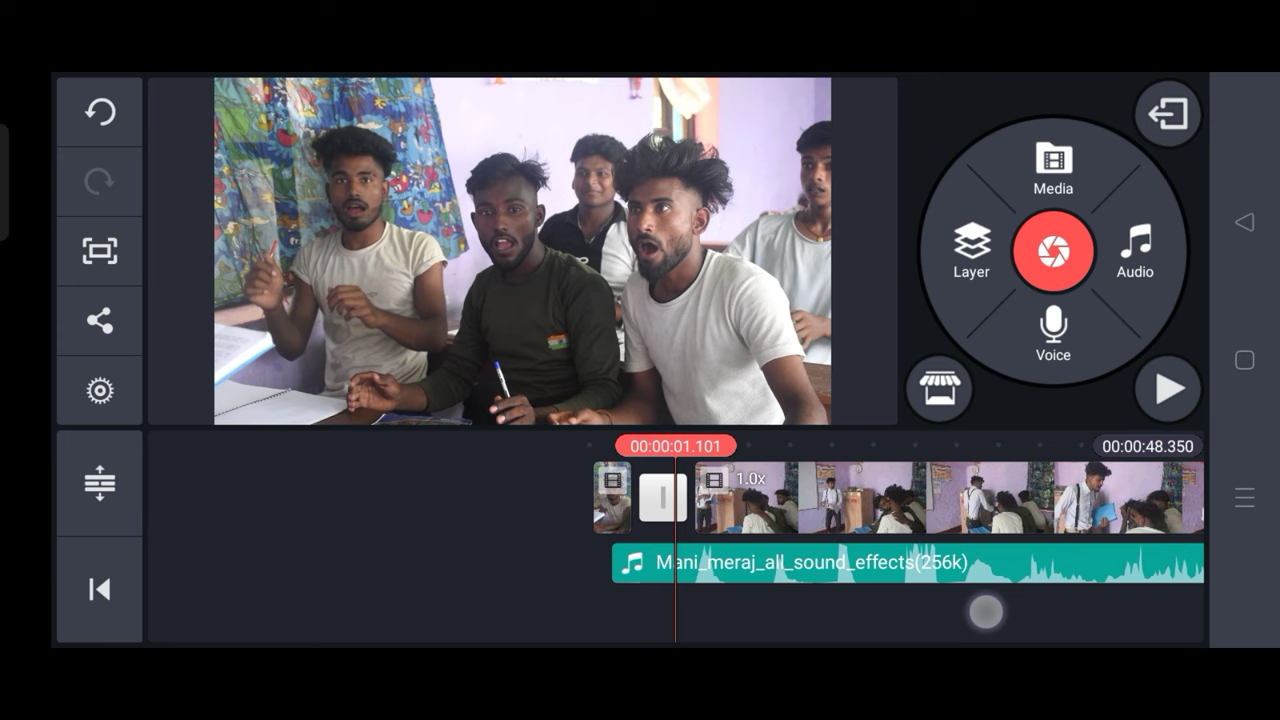 Media
Layer
Audio
Voice
00:00:01.101
00:00:48.350
1.0x
Mani_meraj_all_sound_effects(256k)